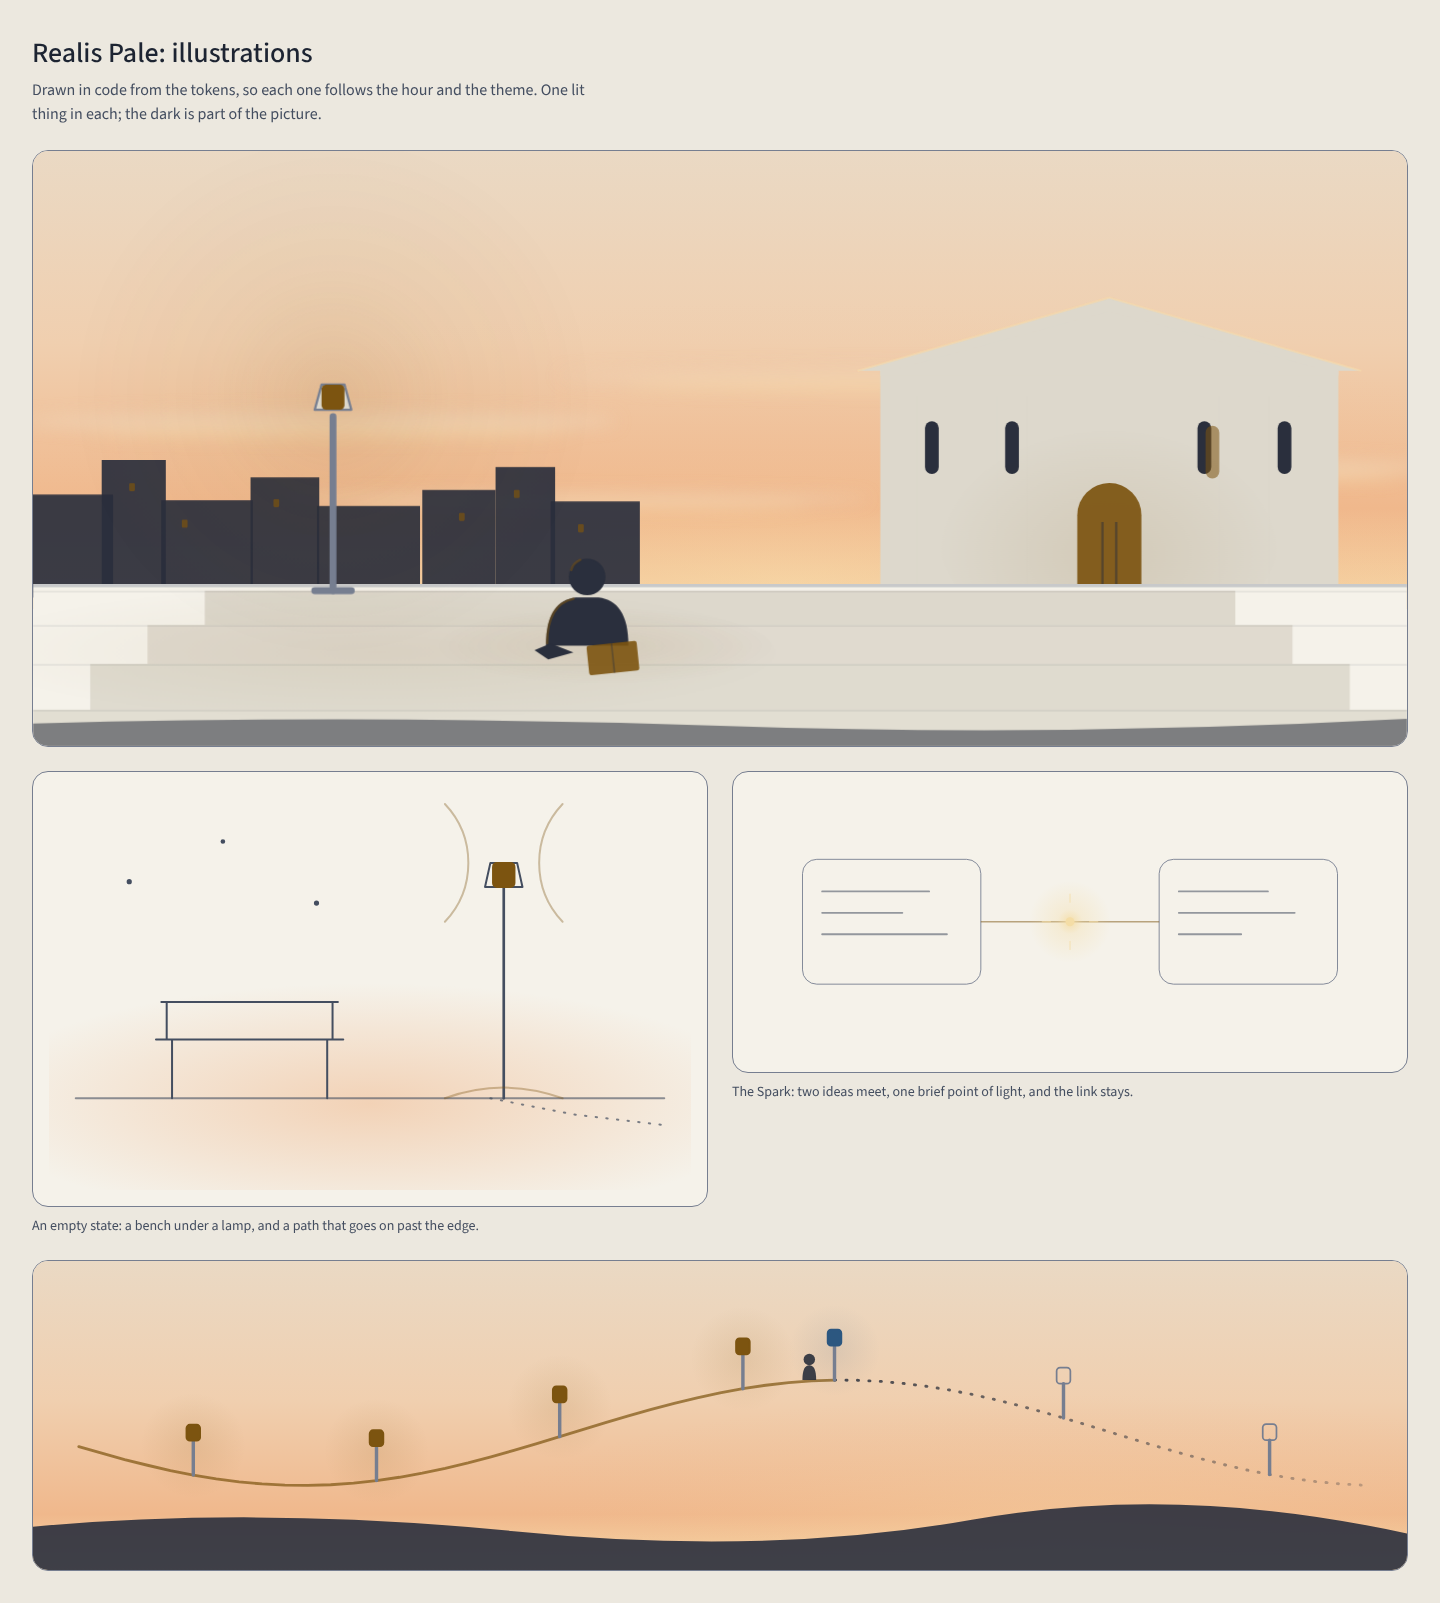 Realis Pale: illustrations
Drawn in code from the tokens, so each one follows the hour and the theme. One lit
thing in each; the dark is part of the picture.
The Spark: two ideas meet, one brief point of light, and the link stays.
An empty state: a bench under a lamp, and a path that goes on past the edge.